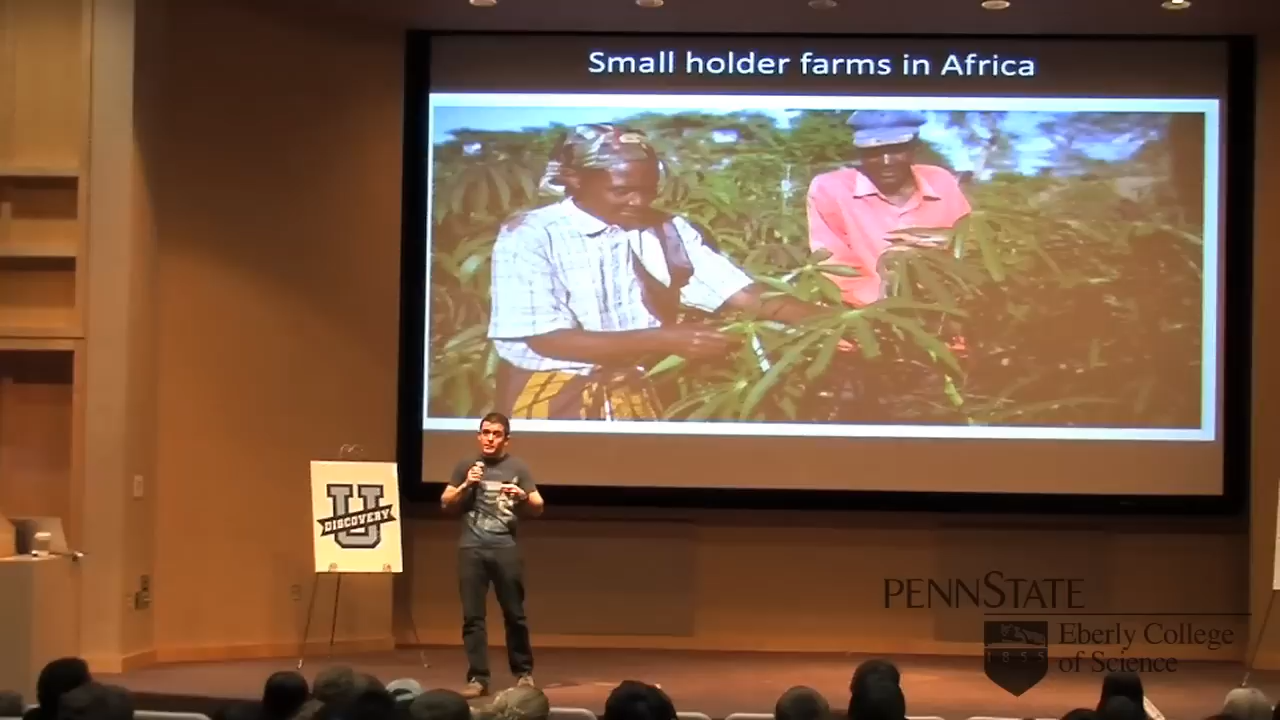 Small holder farms in Africa
U
DISCOVERY
PENNSTATE
1855
Eberly College
of Science